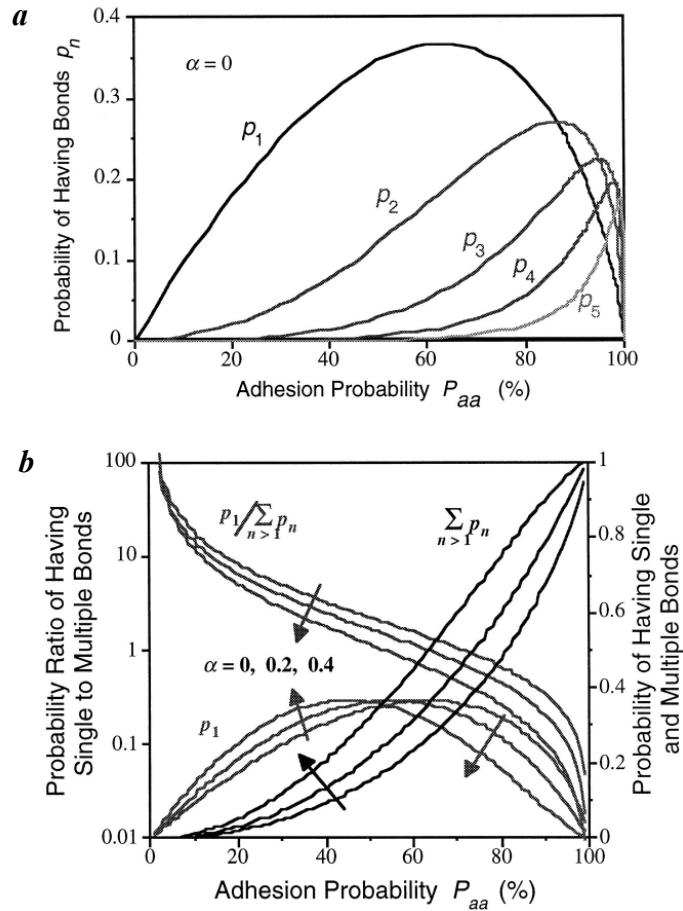 a
0.4
0.3
0.2
0.1
0
Probability of Having Bonds pn
α = 0
p1
p2
p3
p4
p5
0 20 40 60 80 100
Adhesion Probability Paa (%)
b
100
10
1
0.1
0.01
Probability Ratio of Having
Single to Multiple Bonds
p1/∑pn
n > 1
∑pn
n > 1
α = 0, 0.2, 0.4
p1
1
0.8
0.6
0.4
0.2
0
Probability of Having Single
and Multiple Bonds
0 20 40 60 80 100
Adhesion Probability Paa (%)